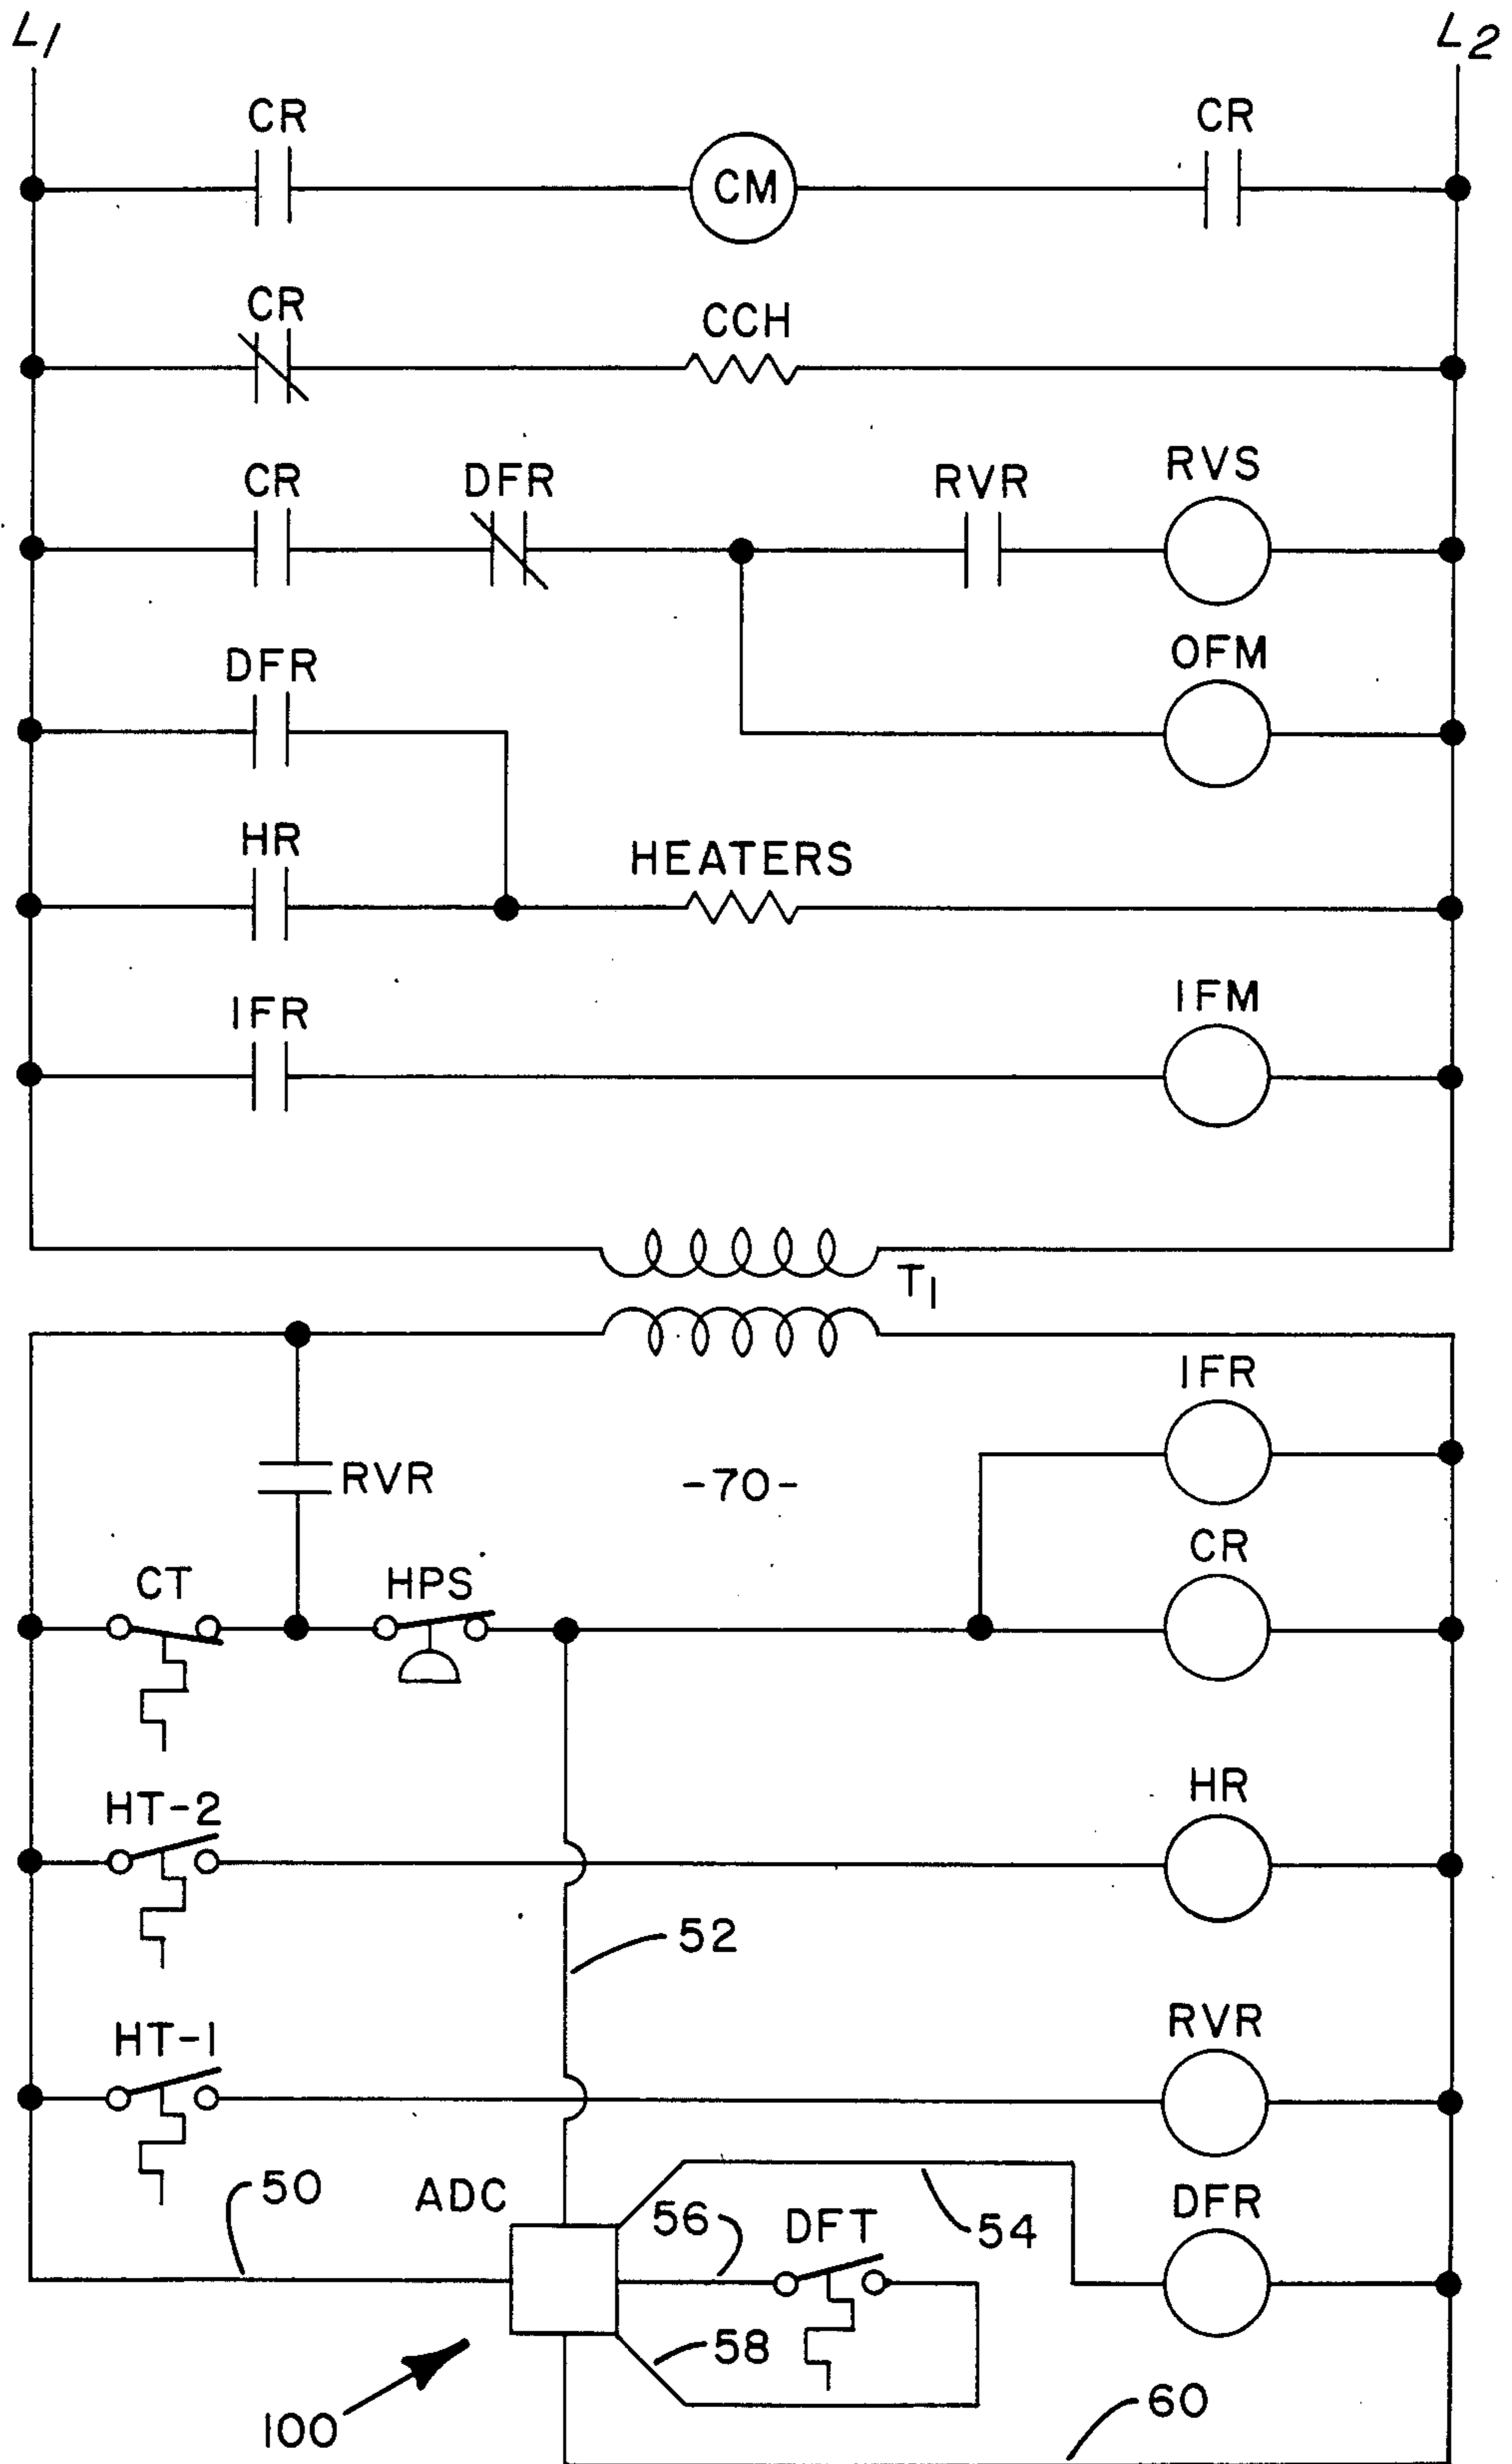 L1 L2
CR CR
CM
CR CCH
CR DFR RVR RVS
DFR OFM
HR HEATERS
IFR IFM
T1
IFR
RVR -70-
CR
CT HPS
HT-2 HR
52
HT-1 RVR
50 ADC 56 DFT 54 DFR
58
100 60